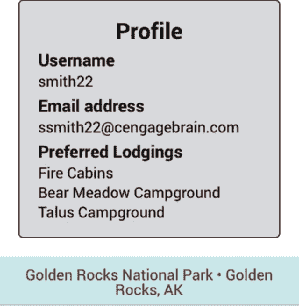 Profile
Username
smith22
Email address
ssmith22@cengagebrain.com
Preferred Lodgings
Fire Cabins
Bear Meadow Campground
Talus Campground
Golden Rocks National Park • Golden
Rocks, AK